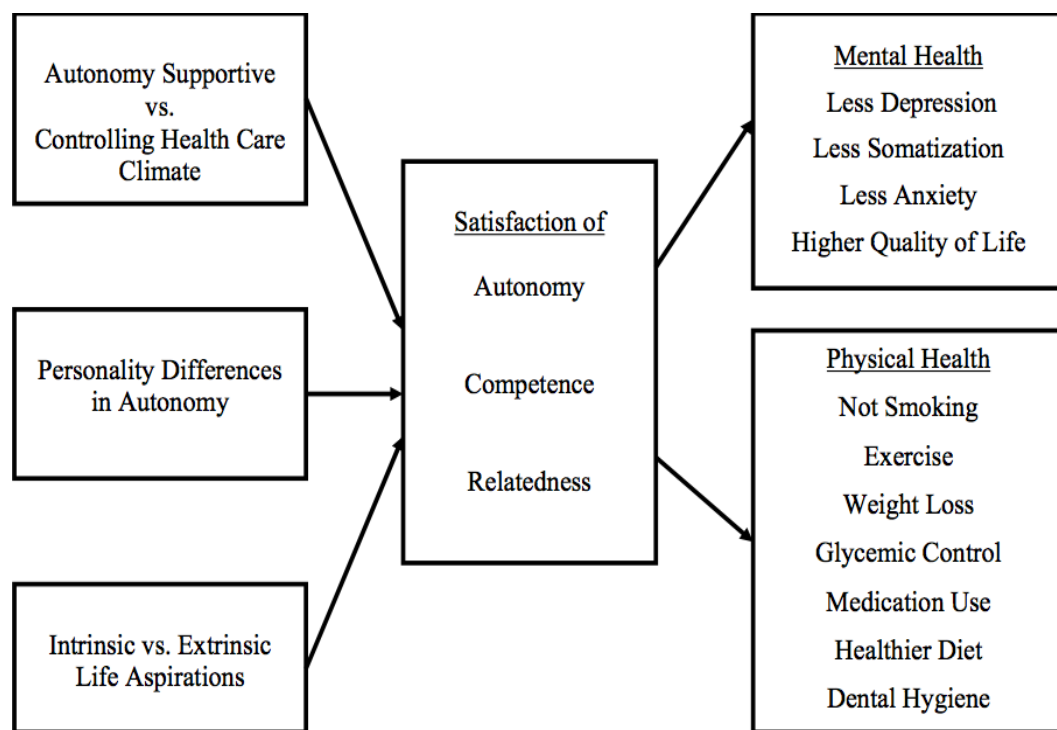 Autonomy Supportive
vs.
Controlling Health Care
Climate
Personality Differences
in Autonomy
Intrinsic vs. Extrinsic
Life Aspirations
Satisfaction of
Autonomy
Competence
Relatedness
Mental Health
Less Depression
Less Somatization
Less Anxiety
Higher Quality of Life
Physical Health
Not Smoking
Exercise
Weight Loss
Glycemic Control
Medication Use
Healthier Diet
Dental Hygiene